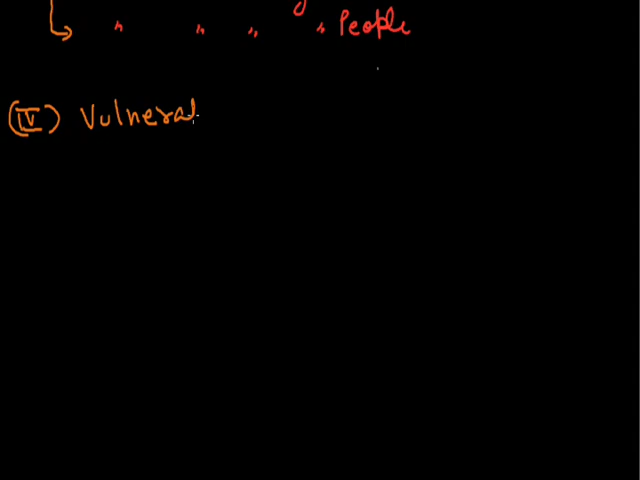 " " " " People
(IV) Vulneral